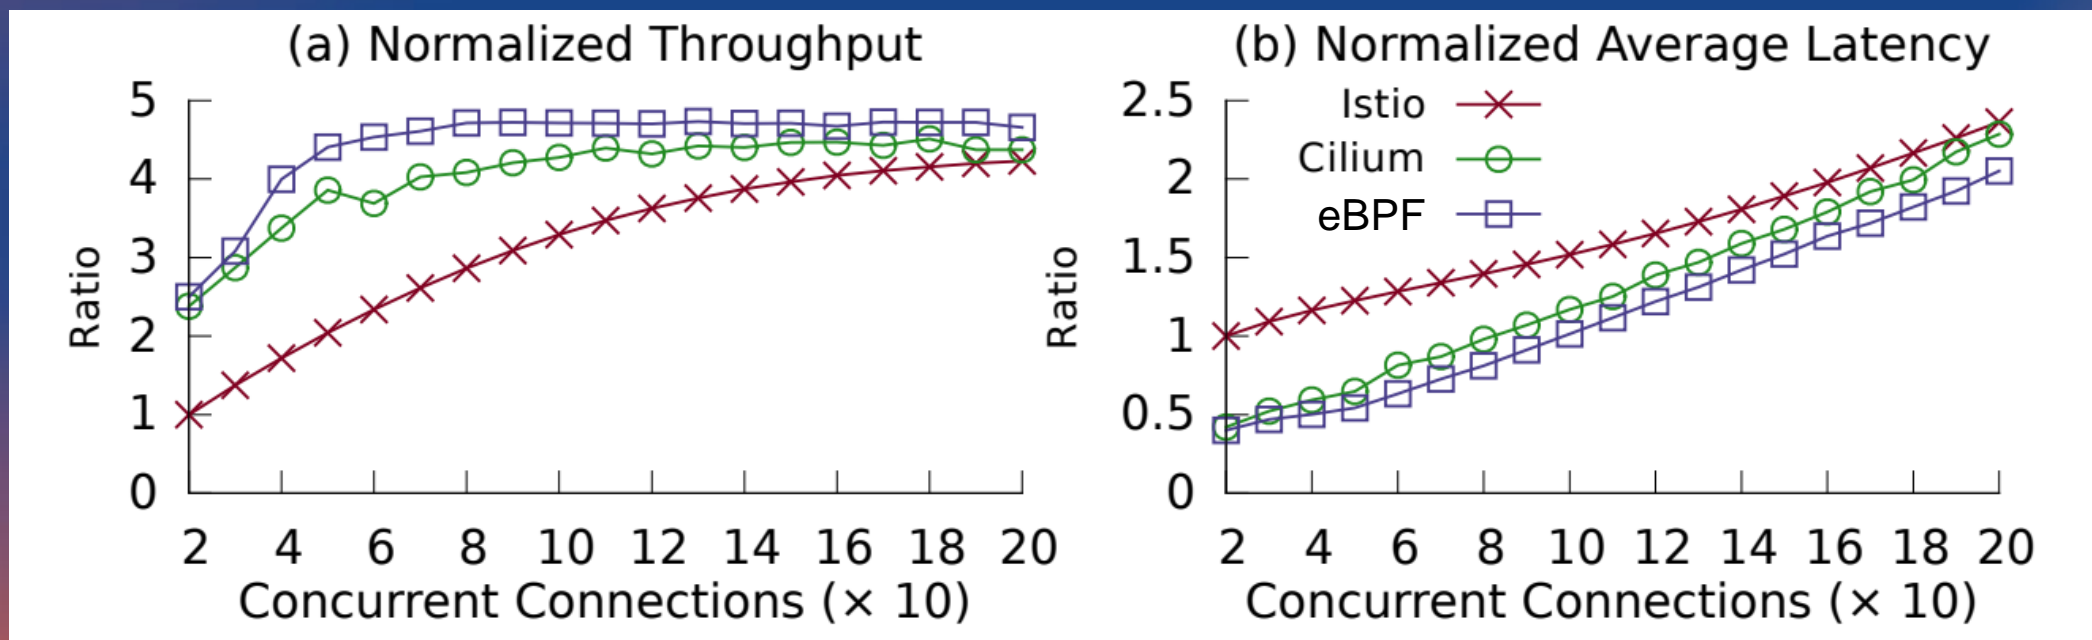 (a) Normalized Throughput
5
4
3
2
1
0
Ratio
2 4 6 8 10 12 14 16 18 20
Concurrent Connections (× 10)
(b) Normalized Average Latency
Istio
Cilium
eBPF
2.5
2
1.5
1
0.5
0
Ratio
2 4 6 8 10 12 14 16 18 20
Concurrent Connections (× 10)